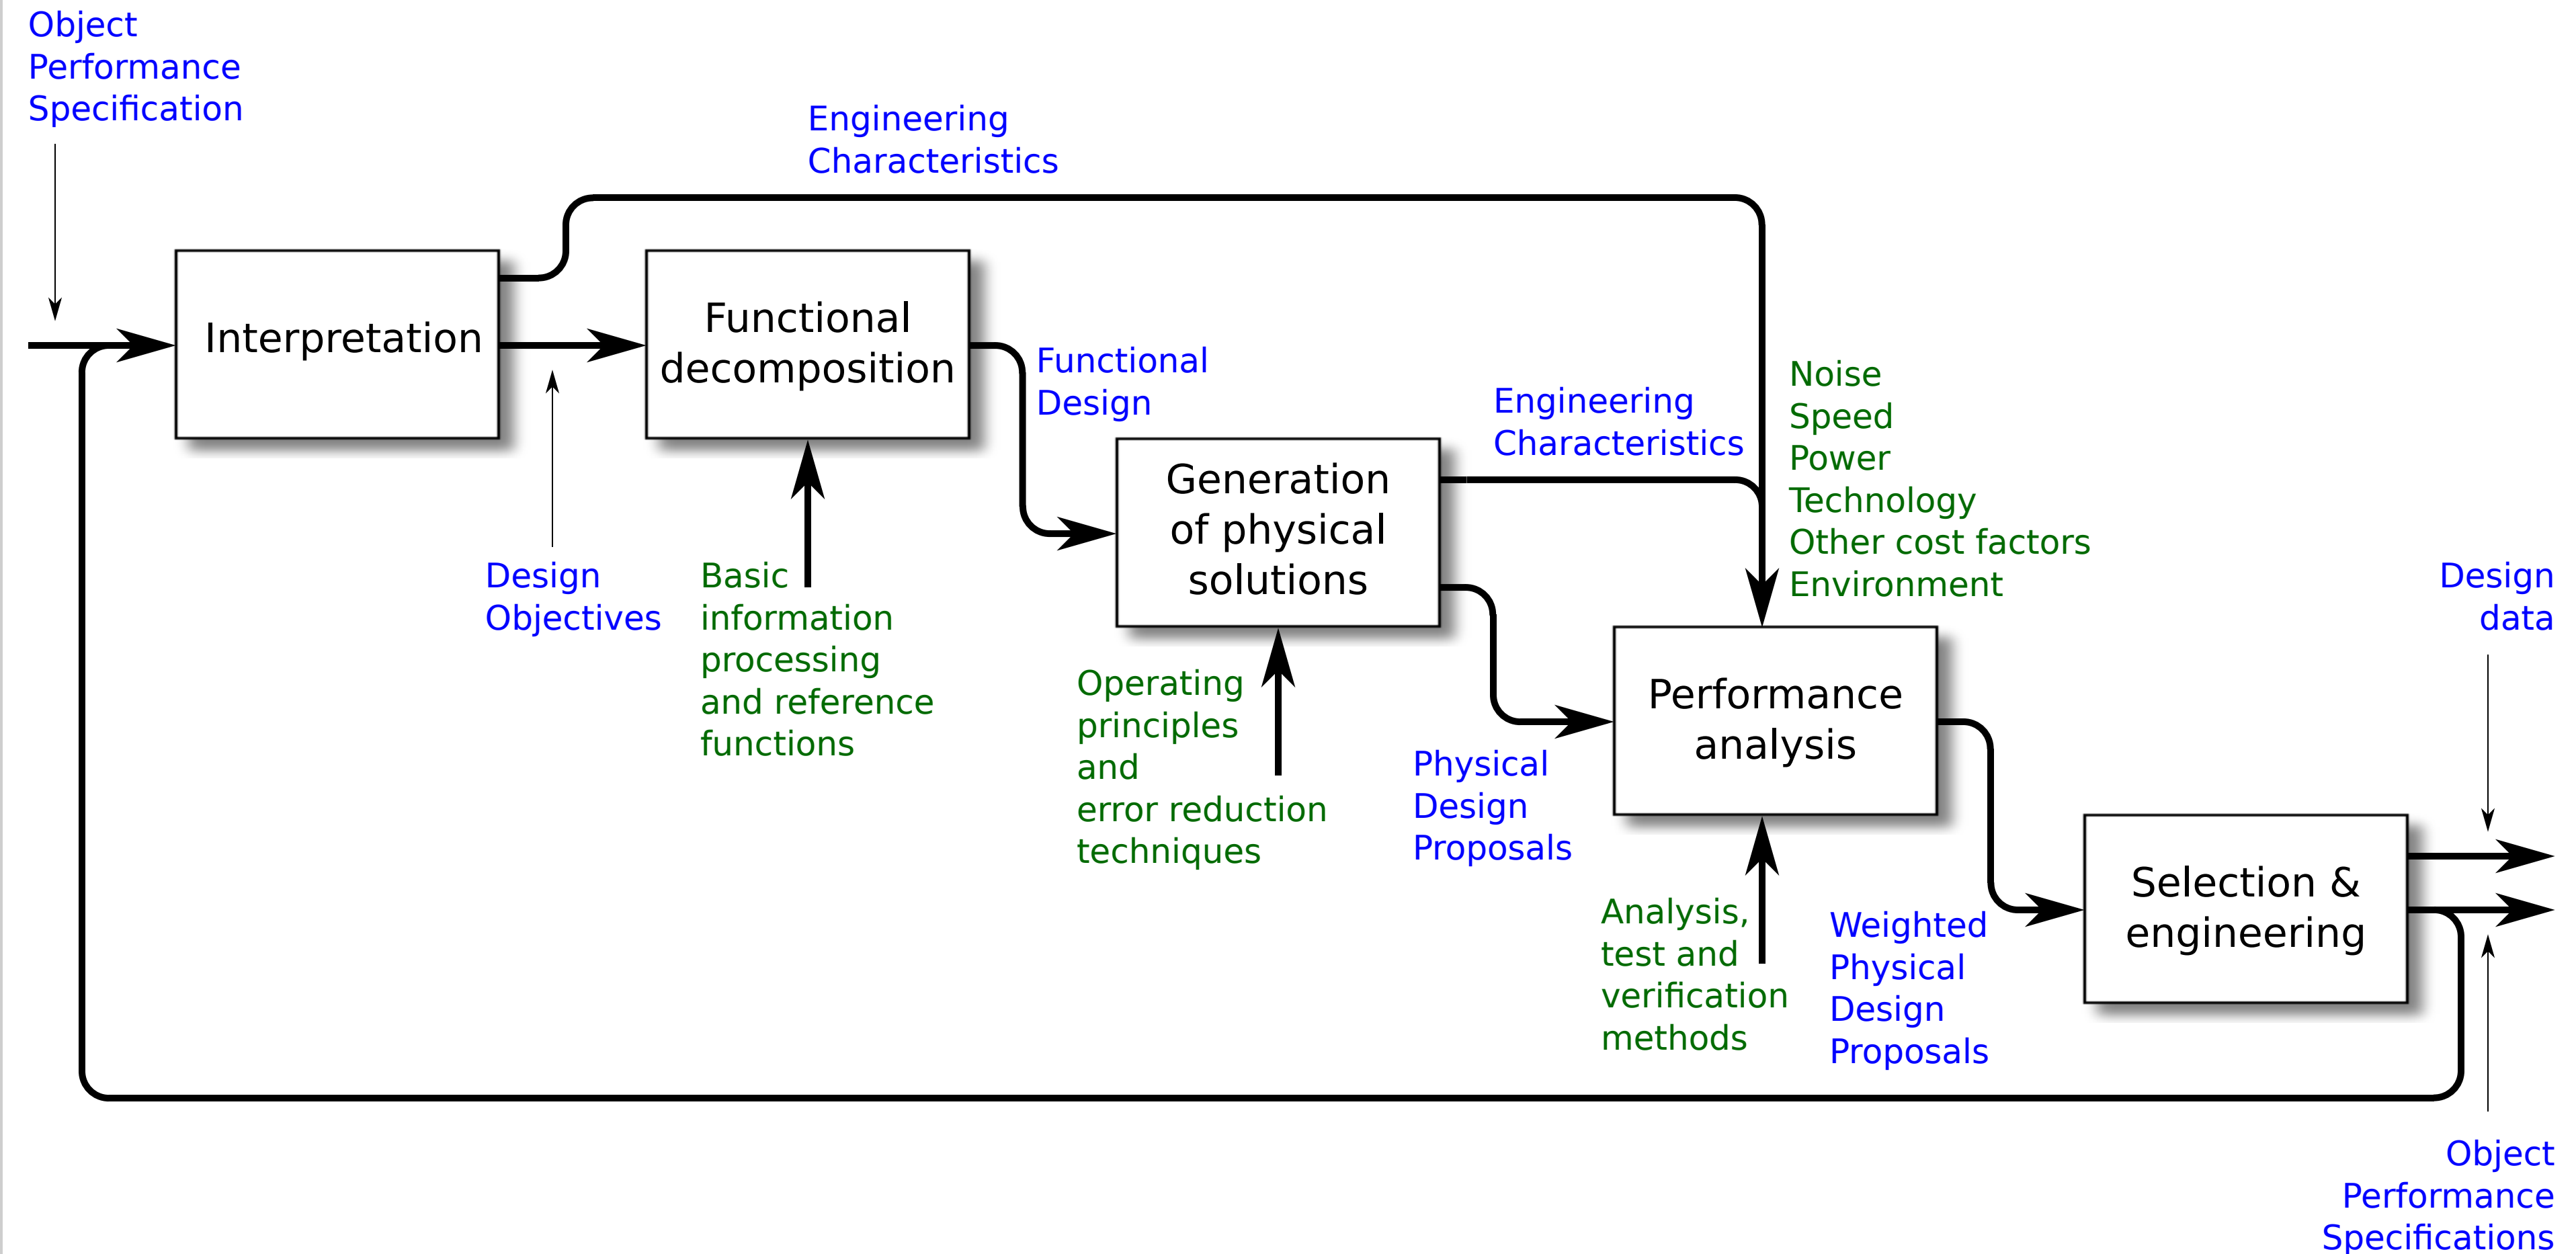 Object
Performance
Specification
Engineering
Characteristics
Interpretation
Functional
decomposition
Functional
Design
Engineering
Characteristics
Noise
Speed
Power
Technology
Other cost factors
Environment
Generation
of physical
solutions
Design
Objectives
Basic
information
processing
and reference
functions
Design
data
Operating
principles
and
error reduction
techniques
Performance
analysis
Physical
Design
Proposals
Selection &
engineering
Analysis,
test and
verification
methods
Weighted
Physical
Design
Proposals
Object
Performance
Specifications